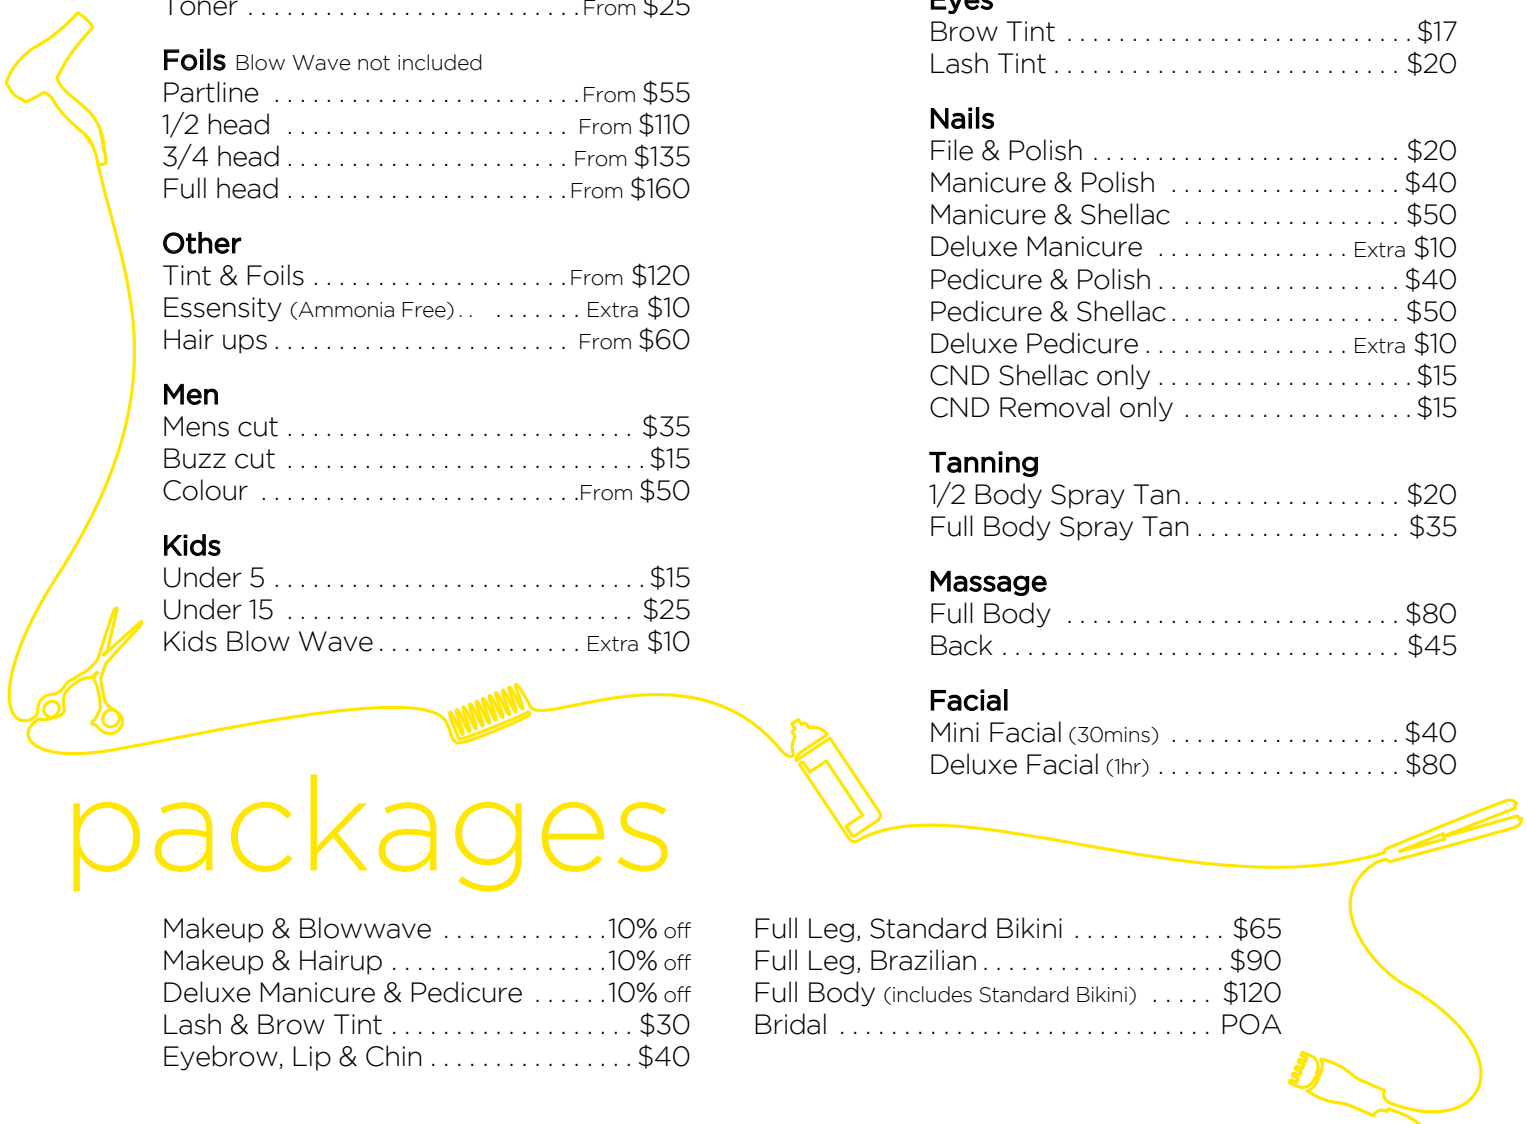 Toner . . . . . . . . . . . . . . . . . . . . . . . . . . From $25
Foils Blow Wave not included
Partline . . . . . . . . . . . . . . . . . . . . . . . . From $55
1/2 head . . . . . . . . . . . . . . . . . . . . . . From $110
3/4 head . . . . . . . . . . . . . . . . . . . . . . From $135
Full head . . . . . . . . . . . . . . . . . . . . . . From $160
Other
Tint & Foils . . . . . . . . . . . . . . . . . . . . From $120
Essensity (Ammonia Free) . . . . . . . . . Extra $10
Hair ups . . . . . . . . . . . . . . . . . . . . . . . From $60
Men
Mens cut . . . . . . . . . . . . . . . . . . . . . . . . . . . $35
Buzz cut . . . . . . . . . . . . . . . . . . . . . . . . . . . . $15
Colour . . . . . . . . . . . . . . . . . . . . . . . . . From $50
Kids
Under 5 . . . . . . . . . . . . . . . . . . . . . . . . . . . . . $15
Under 15 . . . . . . . . . . . . . . . . . . . . . . . . . . . $25
Kids Blow Wave . . . . . . . . . . . . . . . . Extra $10
Eyes
Brow Tint . . . . . . . . . . . . . . . . . . . . . . . . . . . $17
Lash Tint . . . . . . . . . . . . . . . . . . . . . . . . . . . $20
Nails
File & Polish . . . . . . . . . . . . . . . . . . . . . . . . $20
Manicure & Polish . . . . . . . . . . . . . . . . . . $40
Manicure & Shellac . . . . . . . . . . . . . . . . . $50
Deluxe Manicure . . . . . . . . . . . . . . . Extra $10
Pedicure & Polish . . . . . . . . . . . . . . . . . . . $40
Pedicure & Shellac . . . . . . . . . . . . . . . . . . $50
Deluxe Pedicure . . . . . . . . . . . . . . . . Extra $10
CND Shellac only . . . . . . . . . . . . . . . . . . . . $15
CND Removal only . . . . . . . . . . . . . . . . . . $15
Tanning
1/2 Body Spray Tan . . . . . . . . . . . . . . . . . $20
Full Body Spray Tan . . . . . . . . . . . . . . . . $35
Massage
Full Body . . . . . . . . . . . . . . . . . . . . . . . . . . $80
Back . . . . . . . . . . . . . . . . . . . . . . . . . . . . . . . $45
Facial
Mini Facial (30mins) . . . . . . . . . . . . . . . . . . $40
Deluxe Facial (1hr) . . . . . . . . . . . . . . . . . . . $80
packages
Makeup & Blowwave . . . . . . . . . . . . . 10% off
Makeup & Hairup . . . . . . . . . . . . . . . . . 10% off
Deluxe Manicure & Pedicure . . . . . . 10% off
Lash & Brow Tint . . . . . . . . . . . . . . . . . . . $30
Eyebrow, Lip & Chin . . . . . . . . . . . . . . . . $40
Full Leg, Standard Bikini . . . . . . . . . . . . $65
Full Leg, Brazilian . . . . . . . . . . . . . . . . . . . $90
Full Body (includes Standard Bikini) . . . . . $120
Bridal . . . . . . . . . . . . . . . . . . . . . . . . . . . . . POA